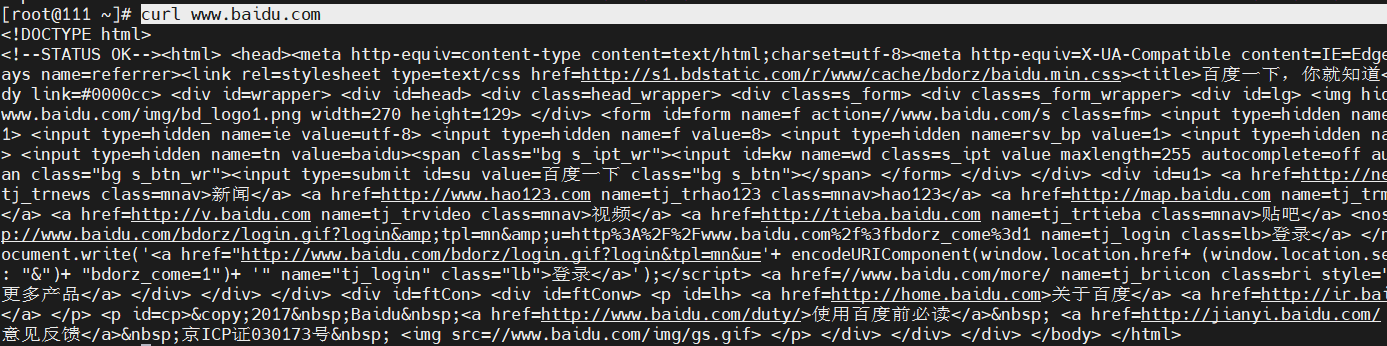 [root@111 ~]# curl www.baidu.com
<!DOCTYPE html>
<!--STATUS OK--><html> <head><meta http-equiv=content-type content=text/html;charset=utf-8><meta http-equiv=X-UA-Compatible content=IE=Edge
ays name=referrer><link rel=stylesheet type=text/css href=http://s1.bdstatic.com/r/www/cache/bdorz/baidu.min.css><title>百度一下，你就知道<
dy link=#0000cc> <div id=wrapper> <div id=head> <div class=head_wrapper> <div class=s_form> <div class=s_form_wrapper> <div id=lg> <img hid
www.baidu.com/img/bd_logo1.png width=270 height=129> </div> <form id=form name=f action=//www.baidu.com/s class=fm> <input type=hidden name
1> <input type=hidden name=ie value=utf-8> <input type=hidden name=f value=8> <input type=hidden name=rsv_bp value=1> <input type=hidden na
> <input type=hidden name=tn value=baidu><span class="bg s_ipt_wr"><input id=kw name=wd class=s_ipt value maxlength=255 autocomplete=off au
an class="bg s_btn_wr"><input type=submit id=su value=百度一下 class="bg s_btn"></span> </form> </div> </div> <div id=u1> <a href=http://ne
tj_trnews class=mnav>新闻</a> <a href=http://www.hao123.com name=tj_trhao123 class=mnav>hao123</a> <a href=http://map.baidu.com name=tj_trm
</a> <a href=http://v.baidu.com name=tj_trvideo class=mnav>视频</a> <a href=http://tieba.baidu.com name=tj_trtieba class=mnav>贴吧</a> <nos
p://www.baidu.com/bdorz/login.gif?login&amp;tpl=mn&amp;u=http%3A%2F%2Fwww.baidu.com%2f%3fbdorz_come%3d1 name=tj_login class=lb>登录</a> </n
ocument.write('<a href="http://www.baidu.com/bdorz/login.gif?login&tpl=mn&u='+ encodeURIComponent(window.location.href+ (window.location.se
: "&")+ "bdorz_come=1")+ '" name="tj_login" class="lb">登录</a>');</script> <a href=//www.baidu.com/more/ name=tj_briicon class=bri style="
更多产品</a> </div> </div> </div> <div id=ftCon> <div id=ftConw> <p id=lh> <a href=http://home.baidu.com>关于百度</a> <a href=http://ir.bai
</a> </p> <p id=cp>&copy;2017&nbsp;Baidu&nbsp;<a href=http://www.baidu.com/duty/>使用百度前必读</a>&nbsp; <a href=http://jianyi.baidu.com/
意见反馈</a>&nbsp;京ICP证030173号&nbsp; <img src=//www.baidu.com/img/gs.gif> </p> </div> </div> </div> </body> </html>